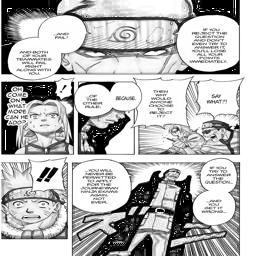 IF YOU
REJECT THE
QUESTION
AND DON'T
EVEN TRY TO
ANSWER IT,
YOU'LL LOSE
ALL YOUR
POINTS
IMMEDIATELY.
...AND
FAIL!
AND BOTH
OF YOUR
TEAMMATES
WILL FAIL
RIGHT
ALONG WITH
YOU.
SAY
WHAT?!
THEN
WHY
WOULD
ANYONE
CHOOSE
TO
REJECT
IT?
BECAUSE...
...OF
THE
OTHER
RULE.
OH
COME
ON!
WHAT
MORE
CAN HE
ADD?
IF YOU
TRY TO
ANSWER
THE
QUESTION...
...AND
YOU
GET IT
WRONG...
...YOU WILL
NEVER BE
PERMITTED
TO APPLY
FOR THE
JOURNEYMAN
NINJA EXAMS
AGAIN.
NOT
EVER.
!!